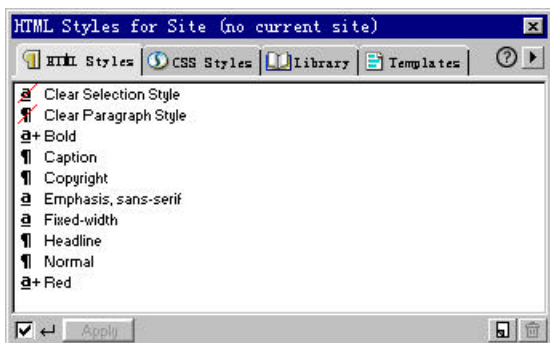 HTML Styles for Site (no current site)
HTML Styles CSS Styles Library Templates
a Clear Selection Style
¶ Clear Paragraph Style
a+ Bold
¶ Caption
¶ Copyright
a Emphasis, sans-serif
a Fixed-width
¶ Headline
¶ Normal
a+ Red
Apply